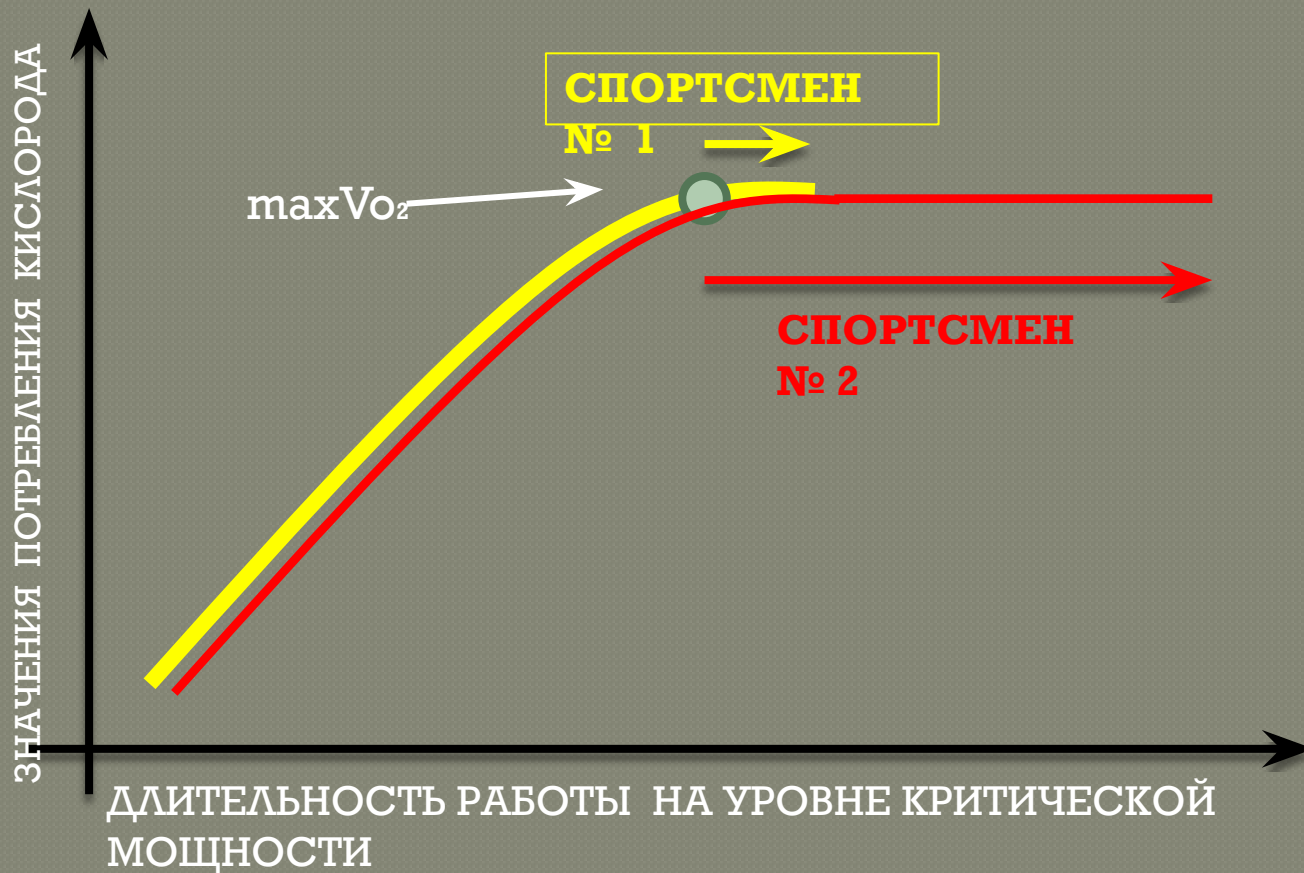 ЗНАЧЕНИЯ ПОТРЕБЛЕНИЯ КИСЛОРОДА
СПОРТСМЕН
№ 1
maxVo₂
СПОРТСМЕН
№ 2
ДЛИТЕЛЬНОСТЬ РАБОТЫ НА УРОВНЕ КРИТИЧЕСКОЙ
МОЩНОСТИ